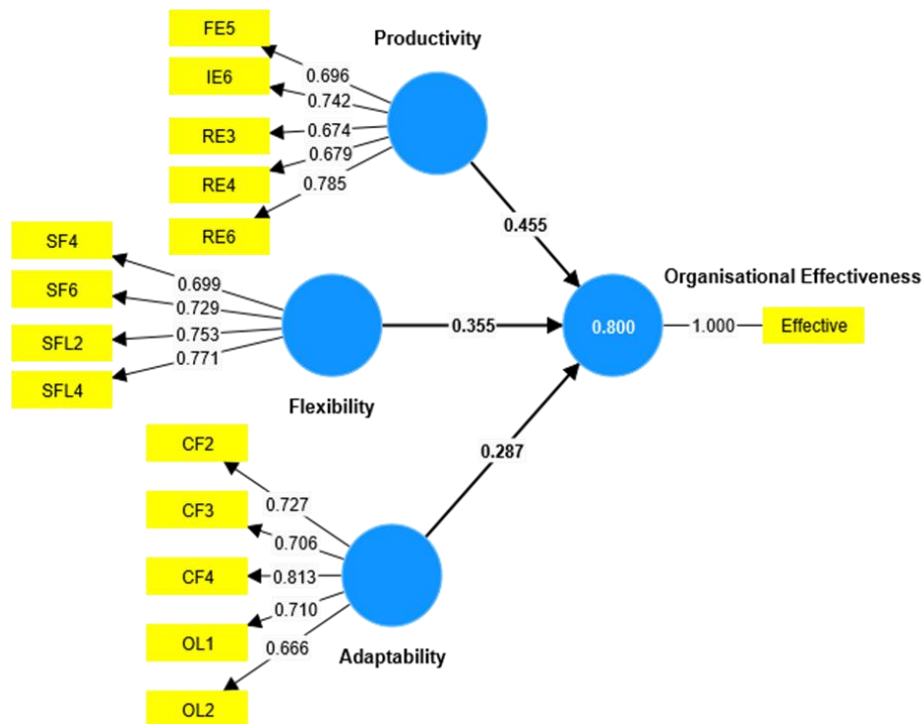 FE5
Productivity
0.696
IE6
0.742
RE3
0.674
0.679
RE4
0.785
RE6
0.455
SF4
0.699
SF6
0.729
SFL2
0.753
0.771
SFL4
Flexibility
0.355
Organisational Effectiveness
0.800
1.000
Effective
CF2
0.727
CF3
0.706
CF4
0.813
0.710
OL1
0.666
OL2
Adaptability
0.287